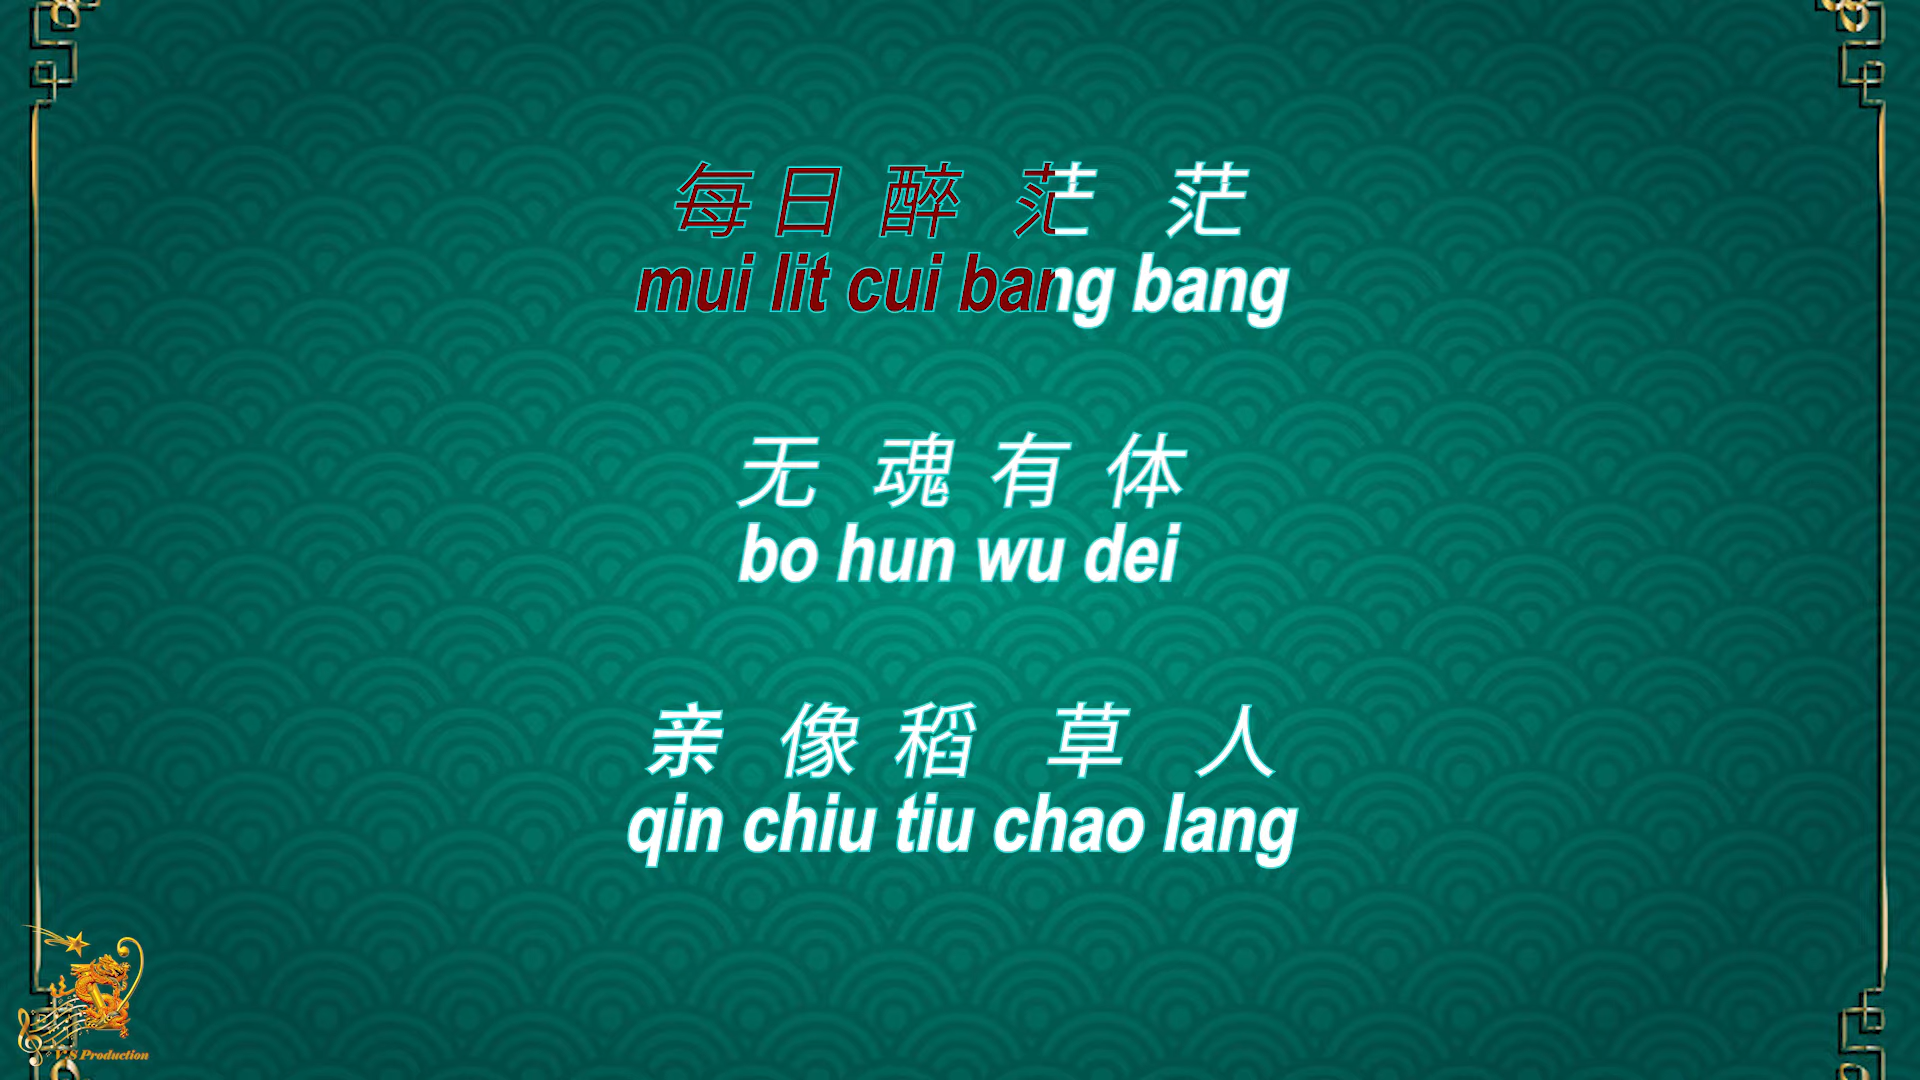 每日醉茫茫
mui lit cui bang bang
无魂有体
bo hun wu dei
亲像稻草人
qin chiu tiu chao lang
V.S Production